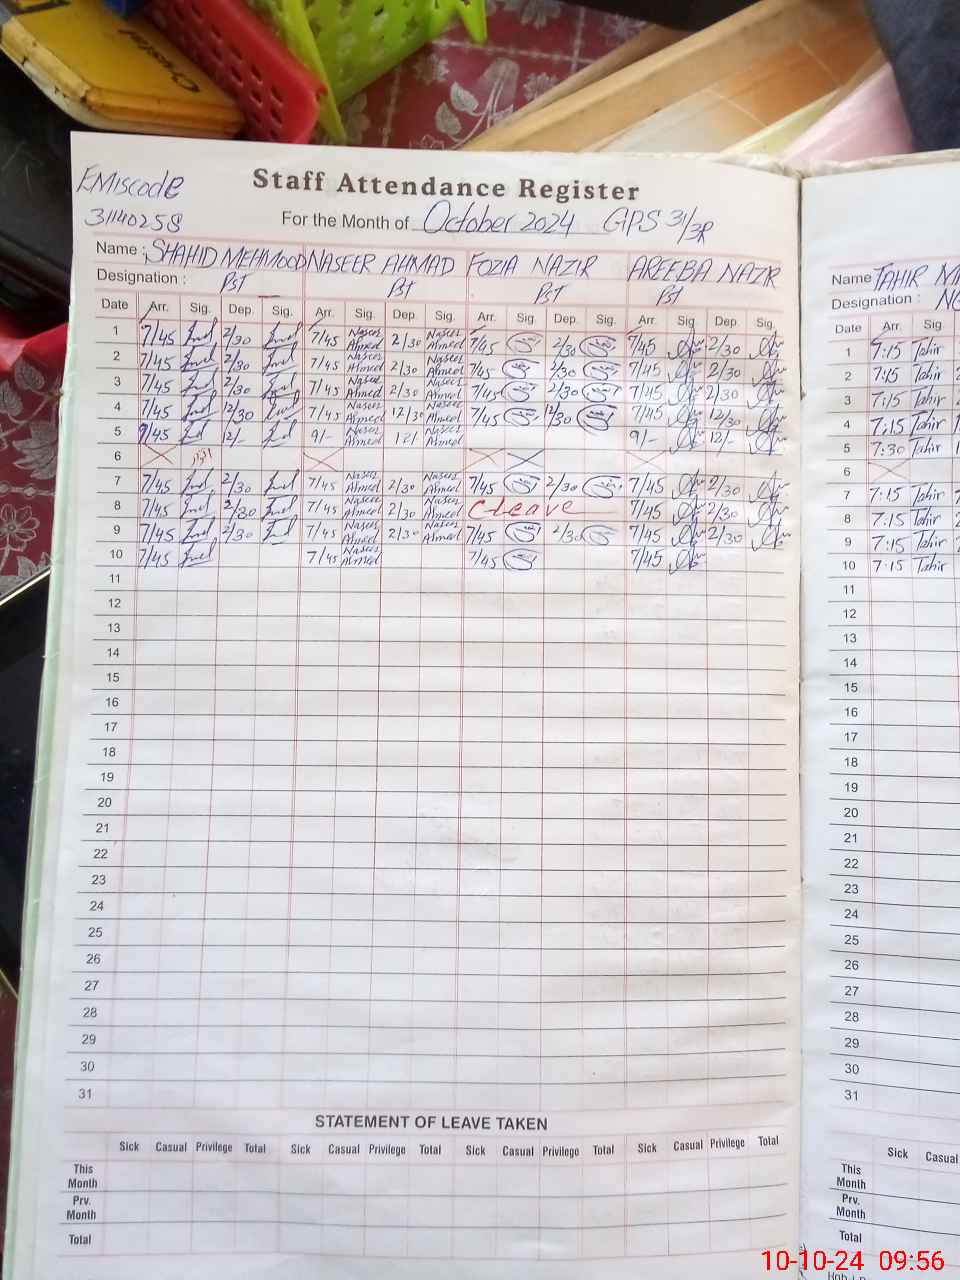 EMiscode
31140258
Staff Attendance Register
For the Month of October 2024 GPS 31/3R
Name : SHAHID MEHMOOD NASEER AHMAD FOZIA NAZIR AREEBA NAZIR
Designation : PST PST PST PST
Date Arr. Sig. Dep. Sig. Arr. Sig. Dep. Sig. Arr. Sig. Dep. Sig. Arr. Sig. Dep. Sig.
1 7/45 2/30 7/45 Naseer Ahmed 2/30 Naseer Ahmed 7/45 2/30 7/45 2/30
2 7/45 2/30 7/45 Naseer Ahmed 2/30 Naseer Ahmed 7/45 2/30 7/45 2/30
3 7/45 2/30 7/45 Naseer Ahmed 2/30 Naseer Ahmed 7/45 2/30 7/45 2/30
4 7/45 12/30 7/45 Naseer Ahmed 12/30 Naseer Ahmed 7/45 12/30 7/45 12/30
5 9/45 12/- 9/- Naseer Ahmed 12/ Naseer Ahmed 9/- 12/-
6 اتوار
7 7/45 2/30 7/45 Naseer Ahmed 2/30 Naseer Ahmed 7/45 2/30 7/45 2/30
8 7/45 2/30 7/45 Naseer Ahmed 2/30 Naseer Ahmed C leave 7/45 2/30
9 7/45 2/30 7/45 Naseer Ahmed 2/30 Naseer Ahmed 7/45 2/30 7/45 2/30
10 7/45 7/45 Naseer Ahmed 7/45 7/45
11
12
13
14
15
16
17
18
19
20
21
22
23
24
25
26
27
28
29
30
31
STATEMENT OF LEAVE TAKEN
Sick Casual Privilege Total Sick Casual Privilege Total Sick Casual Privilege Total Sick Casual Privilege Total
This Month
Prv. Month
Total
Name TAHIR
Designation :
Date Arr. Sig.
1 7:15 Tahir
2 7:15 Tahir
3 7:15 Tahir
4 7:15 Tahir
5 7:30 Tahir
6
7 7:15 Tahir
8 7:15 Tahir
9 7:15 Tahir
10 7:15 Tahir
11
12
13
14
15
16
17
18
19
20
21
22
23
24
25
26
27
28
29
30
31
Sick Casual
This Month
Prv. Month
Total
10-10-24 09:56